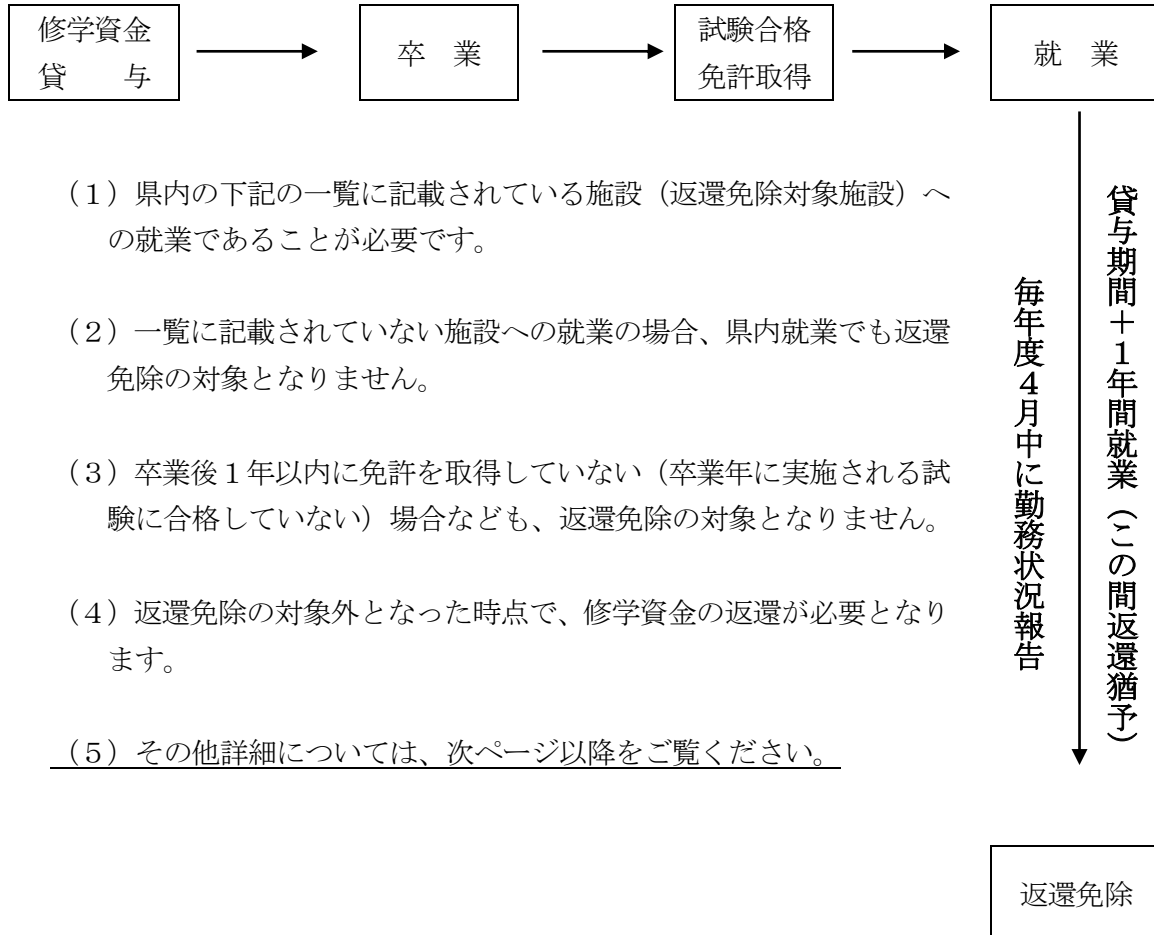 修学資金
貸　　与
卒　業
試験合格
免許取得
就　業
（１）県内の下記の一覧に記載されている施設（返還免除対象施設）へ
の就業であることが必要です。
（２）一覧に記載されていない施設への就業の場合、県内就業でも返還
免除の対象となりません。
（３）卒業後１年以内に免許を取得していない（卒業年に実施される試
験に合格していない）場合なども、返還免除の対象となりません。
（４）返還免除の対象外となった時点で、修学資金の返還が必要となり
ます。
（５）その他詳細については、次ページ以降をご覧ください。
貸与期間＋１年間就業（この間返還猶予）
毎年度４月中に勤務状況報告
返還免除